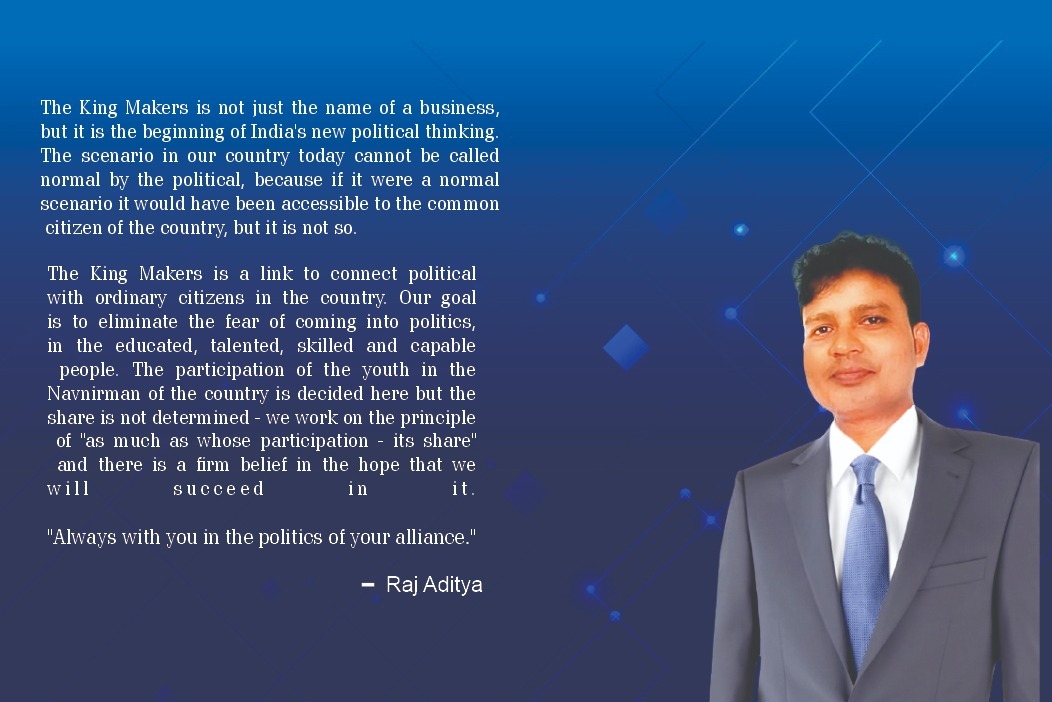 The King Makers is not just the name of a business,
but it is the beginning of India's new political thinking.
The scenario in our country today cannot be called
normal by the political, because if it were a normal
scenario it would have been accessible to the common
citizen of the country, but it is not so.
The King Makers is a link to connect political
with ordinary citizens in the country. Our goal
is to eliminate the fear of coming into politics,
in the educated, talented, skilled and capable
people. The participation of the youth in the
Navnirman of the country is decided here but the
share is not determined - we work on the principle
of "as much as whose participation - its share"
and there is a firm belief in the hope that we
will succeed in it.
"Always with you in the politics of your alliance."
– Raj Aditya